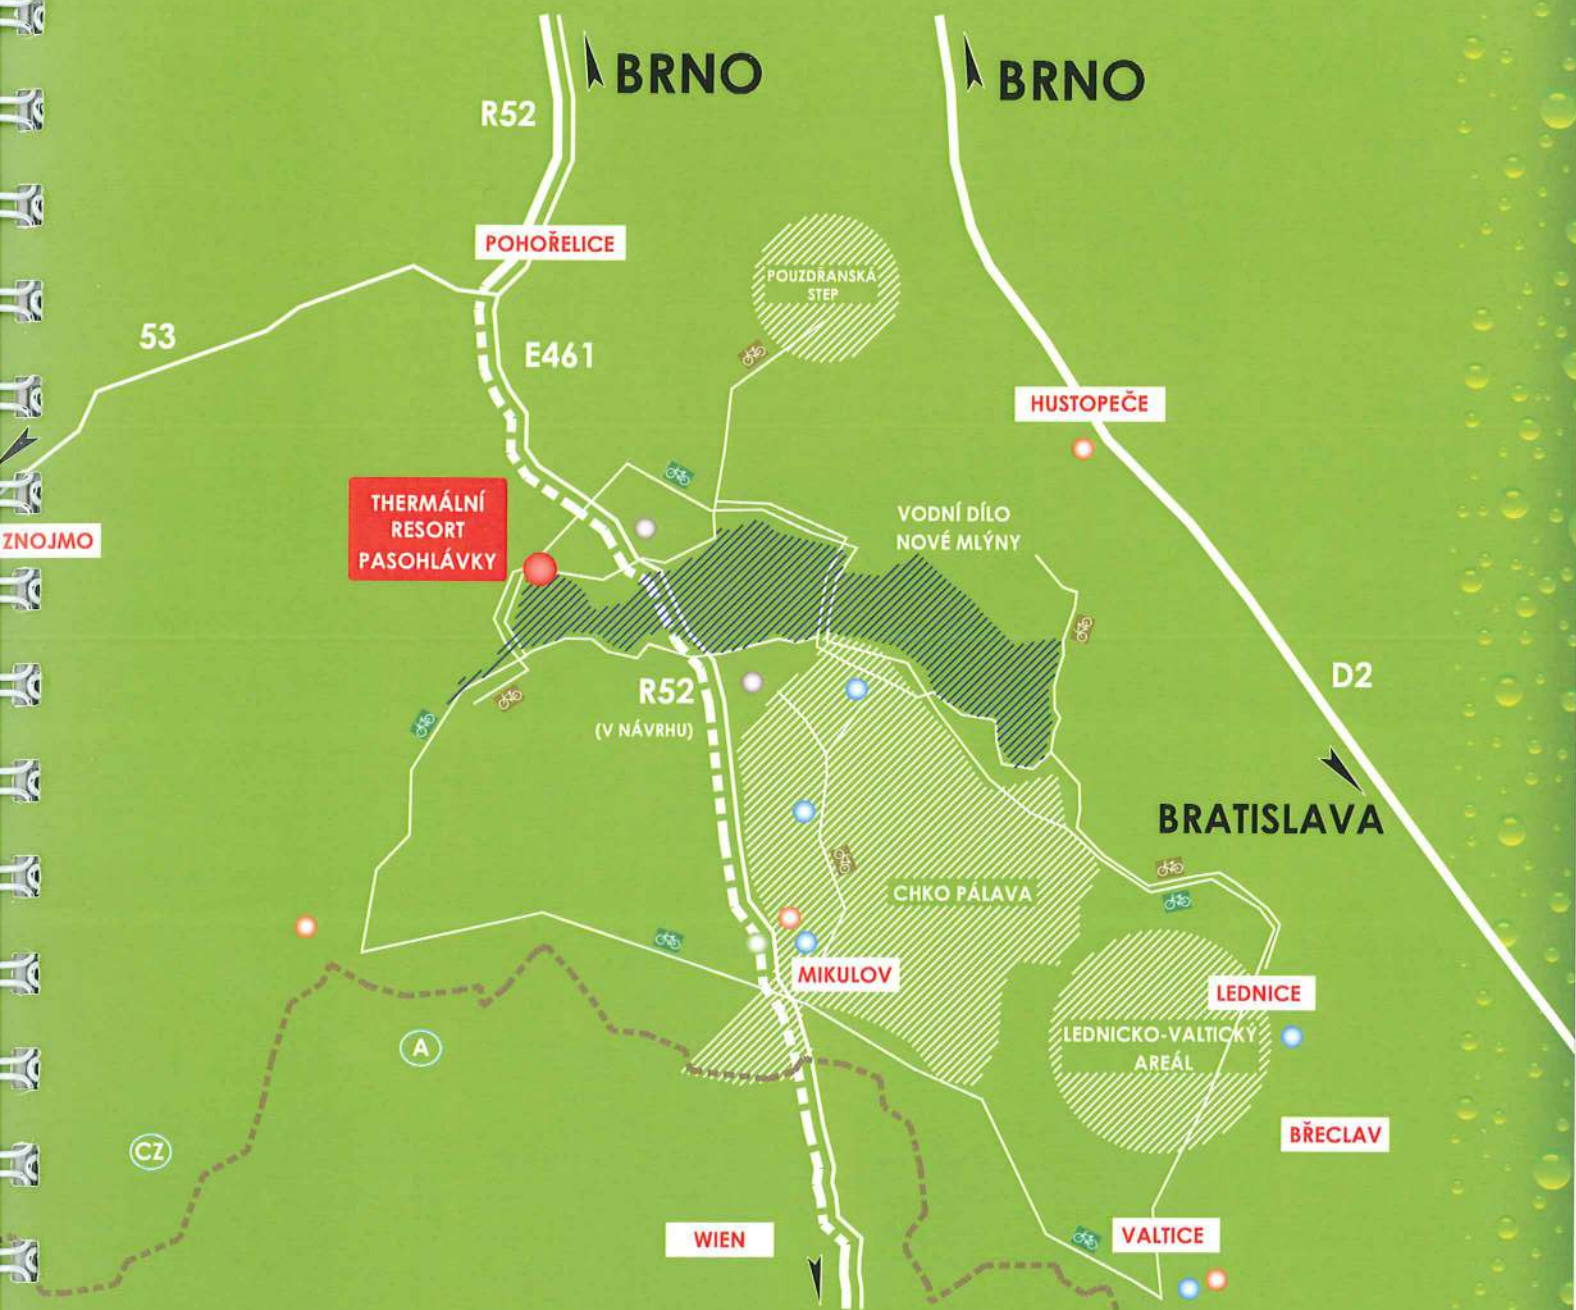 BRNO
BRNO
R52
POHOŘELICE
POUZDŘANSKÁ
STEP
53
E461
HUSTOPEČE
THERMÁLNÍ
RESORT
PASOHLÁVKY
VODNÍ DÍLO
NOVÉ MLÝNY
ZNOJMO
R52
(V NÁVRHU)
D2
BRATISLAVA
CHKO PÁLAVA
MIKULOV
LEDNICE
LEDNICKO-VALTICKÝ
AREÁL
A
BŘECLAV
CZ
WIEN
VALTICE